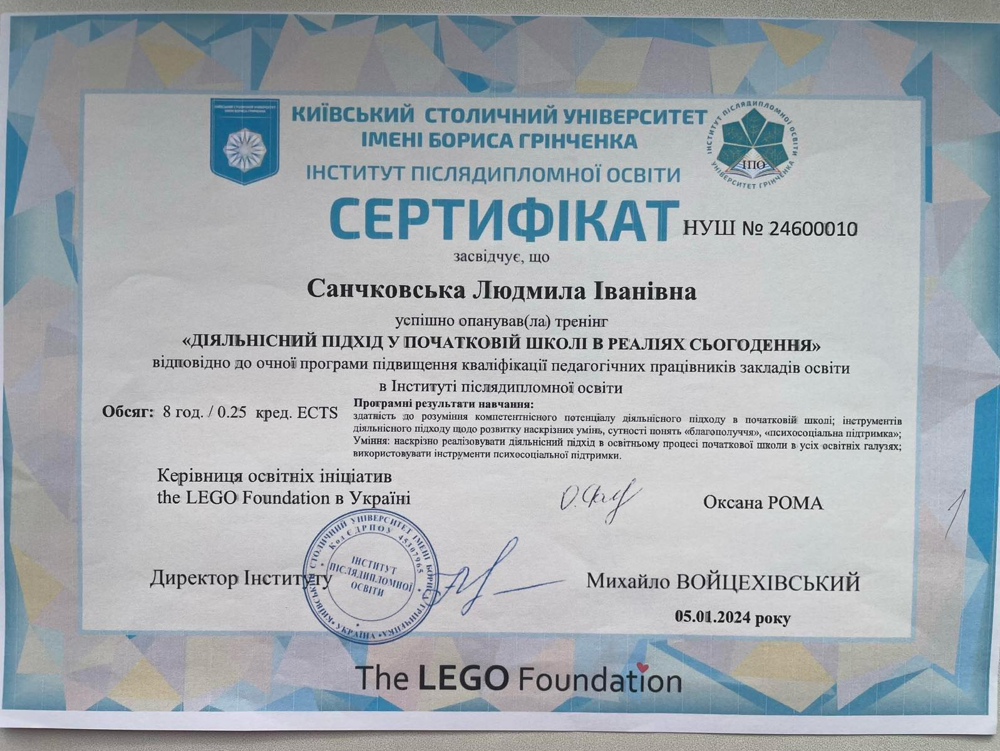 КИЇВСЬКИЙ СТОЛИЧНИЙ УНІВЕРСИТЕТ
ІМЕНІ БОРИСА ГРІНЧЕНКА
КИЇВСЬКИЙ СТОЛИЧНИЙ УНІВЕРСИТЕТ
ІМЕНІ БОРИСА ГРІНЧЕНКА
ІНСТИТУТ ПІСЛЯДИПЛОМНОЇ ОСВІТИ
ІНСТИТУТ ПІСЛЯДИПЛОМНОЇ ОСВІТИ
УНІВЕРСИТЕТ ГРІНЧЕНКА
ІПО
СЕРТИФІКАТ НУШ № 24600010
засвідчує, що
Санчковська Людмила Іванівна
успішно опанував(ла) тренінг
«ДІЯЛЬНІСНИЙ ПІДХІД У ПОЧАТКОВІЙ ШКОЛІ В РЕАЛІЯХ СЬОГОДЕННЯ»
відповідно до очної програми підвищення кваліфікації педагогічних працівників закладів освіти
в Інституті післядипломної освіти
Обсяг: 8 год. / 0.25 кред. ECTS
Програмні результати навчання:
здатність до розуміння компетентнісного потенціалу діяльнісного підходу в початковій школі; інструментів
діяльнісного підходу щодо розвитку наскрізних умінь, сутності понять «благополуччя», «психосоціальна підтримка»;
Уміння: наскрізно реалізовувати діяльнісний підхід в освітньому процесі початкової школи в усіх освітніх галузях;
використовувати інструменти психосоціальної підтримки.
Керівниця освітніх ініціатив
the LEGO Foundation в Україні
Оксана РОМА
Директор Інституту
КИЇВСЬКИЙ СТОЛИЧНИЙ УНІВЕРСИТЕТ ІМЕНІ БОРИСА ГРІНЧЕНКА • УКРАЇНА •
Код ЄДРПОУ 45307965
ІНСТИТУТ
ПІСЛЯДИПЛОМНОЇ
ОСВІТИ
Михайло ВОЙЦЕХІВСЬКИЙ
05.01.2024 року
1
The LEGO Foundation